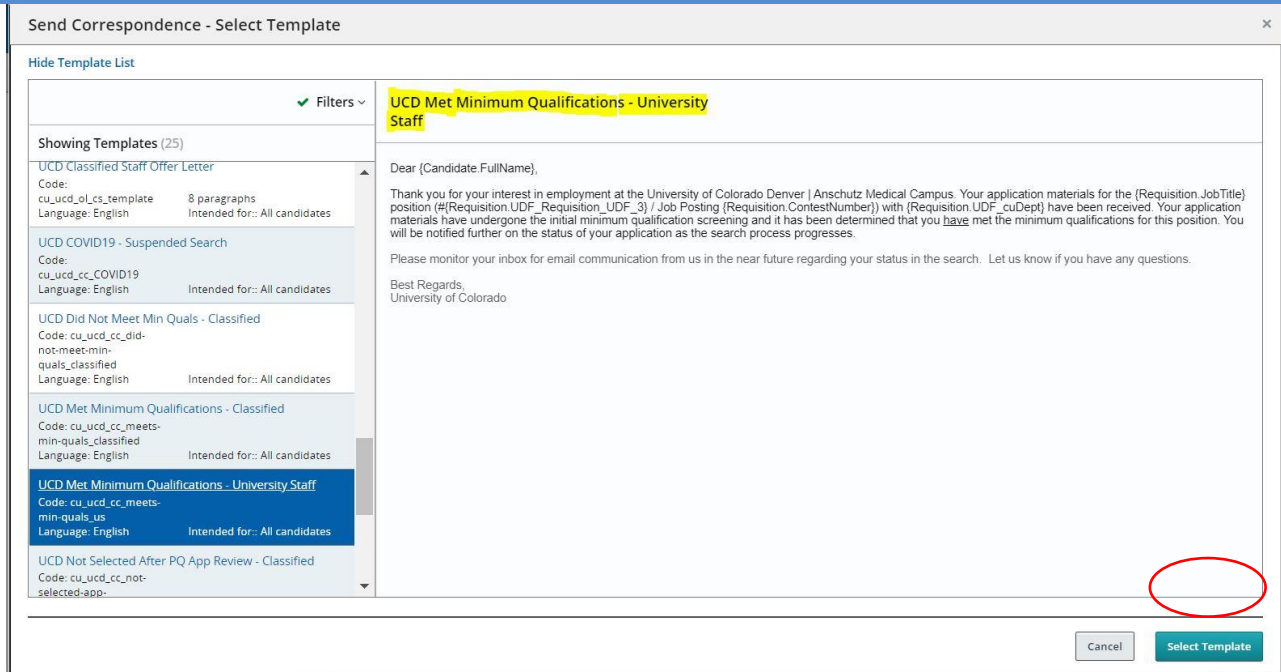 Send Correspondence - Select Template
×
Hide Template List
✔ Filters
Showing Templates (25)
UCD Classified Staff Offer Letter
Code:
cu_ucd_ol_cs_template 8 paragraphs
Language: English Intended for:: All candidates
UCD COVID19 - Suspended Search
Code:
cu_ucd_cc_COVID19
Language: English Intended for:: All candidates
UCD Did Not Meet Min Quals - Classified
Code: cu_ucd_cc_did-
not-meet-min-
quals_classified
Language: English Intended for:: All candidates
UCD Met Minimum Qualifications - Classified
Code: cu_ucd_cc_meets-
min-quals_classified
Language: English Intended for:: All candidates
UCD Met Minimum Qualifications - University Staff
Code: cu_ucd_cc_meets-
min-quals_us
Language: English Intended for:: All candidates
UCD Not Selected After PQ App Review - Classified
Code: cu_ucd_cc_not-
selected-app-
UCD Met Minimum Qualifications - University
Staff
Dear {Candidate.FullName},
Thank you for your interest in employment at the University of Colorado Denver | Anschutz Medical Campus. Your application materials for the {Requisition.JobTitle}
position (#{Requisition.UDF_Requisition_UDF_3} / Job Posting {Requisition.ContestNumber}) with {Requisition.UDF_cuDept} have been received. Your application
materials have undergone the initial minimum qualification screening and it has been determined that you have met the minimum qualifications for this position. You
will be notified further on the status of your application as the search process progresses.
Please monitor your inbox for email communication from us in the near future regarding your status in the search. Let us know if you have any questions.
Best Regards,
University of Colorado
Cancel
Select Template